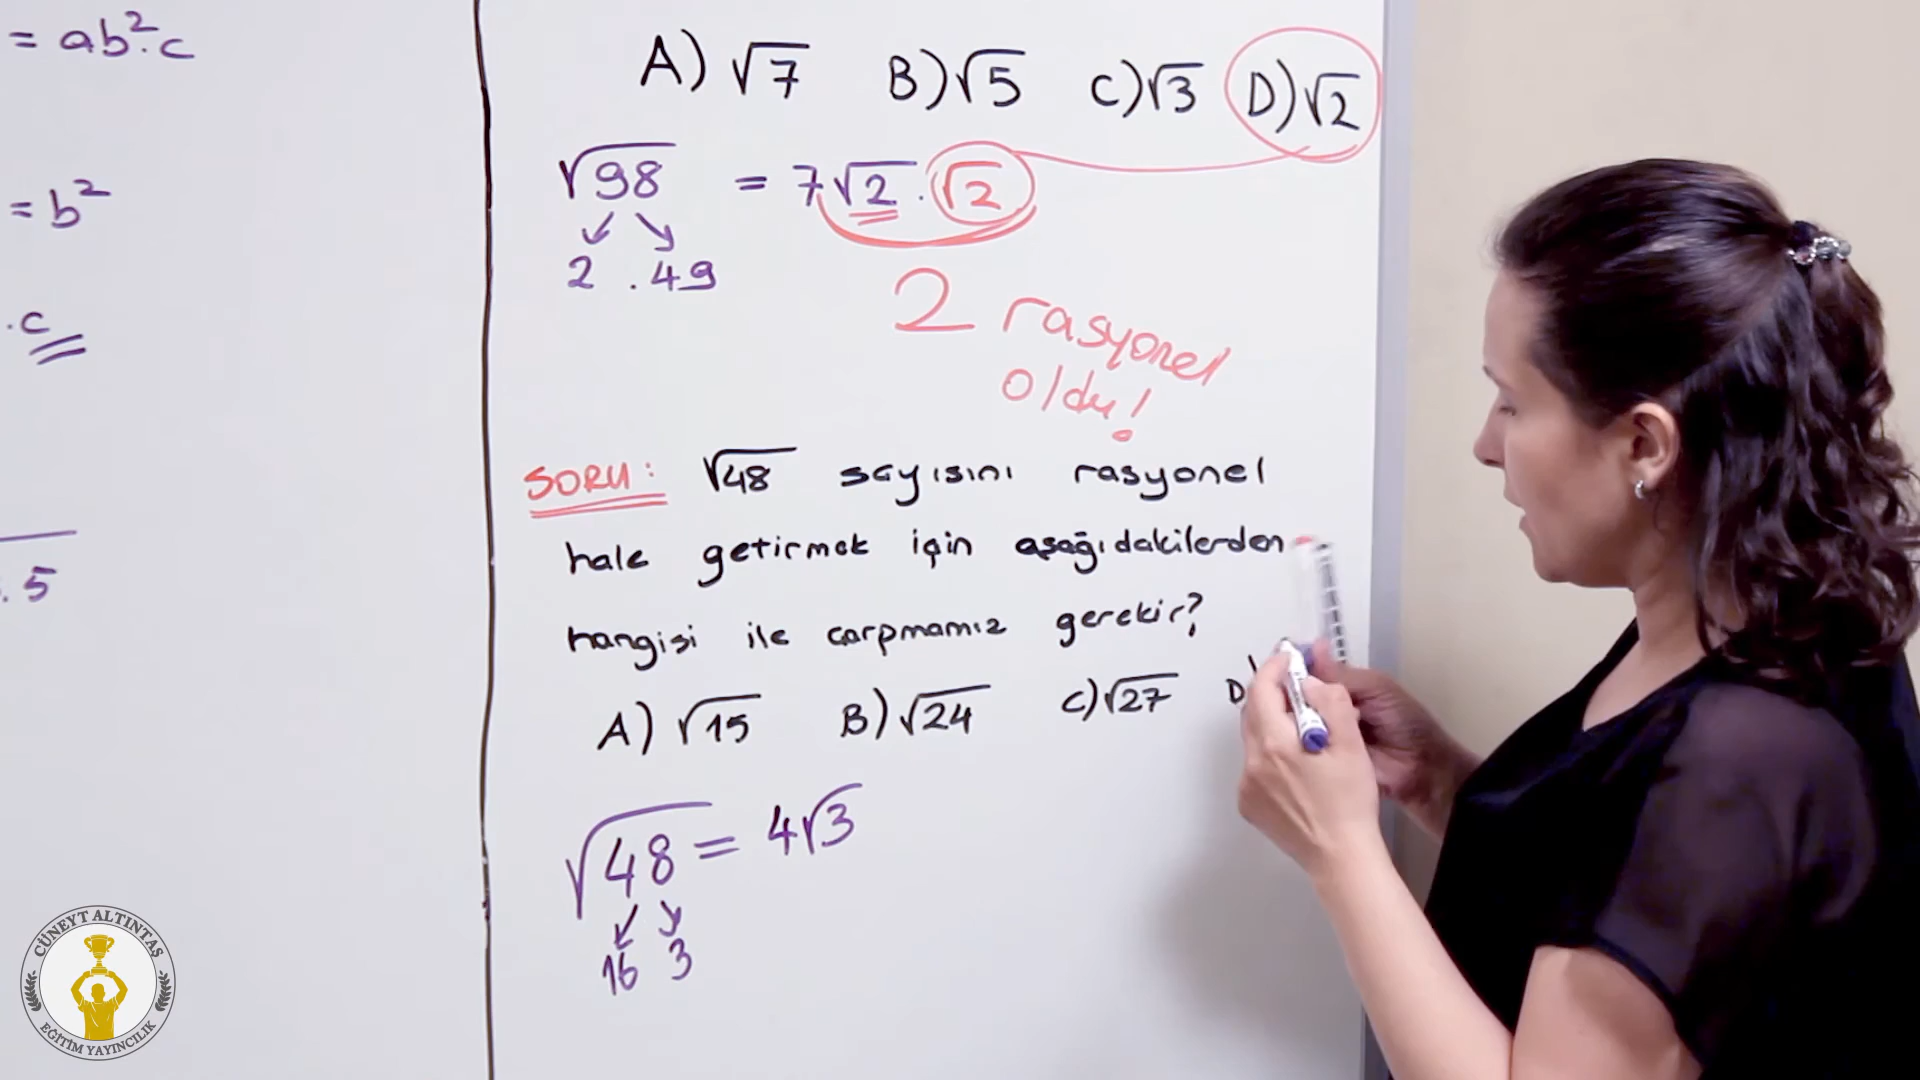 = ab².c
= b²
.c
. 5
A) √7 B) √5 C) √3 D) √2
√98 = 7√2 . √2
2 . 49
2 rasyonel
oldu!
SORU: √48 sayısını rasyonel
hale getirmek için aşağıdakilerden
hangisi ile çarpmamız gerekir?
A) √15 B) √24 C) √27 D)
√48 = 4√3
16 3
CÜNEYT ALTINTAŞ
EĞİTİM YAYINCILIK